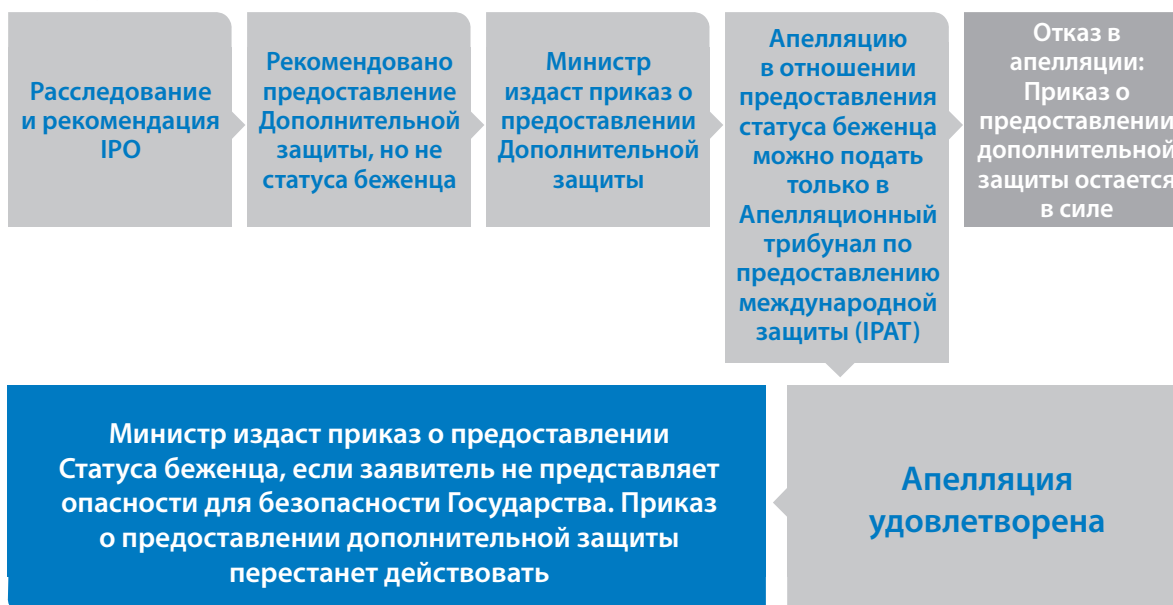 Расследование
и рекомендация
IPO
Рекомендовано
предоставление
Дополнительной
защиты, но не
статуса беженца
Министр
издаст приказ о
предоставлении
Дополнительной
защиты
Апелляцию
в отношении
предоставления
статуса беженца
можно подать
только в
Апелляционный
трибунал по
предоставлению
международной
защиты (IPAT)
Отказ в
апелляции:
Приказ о
предоставлении
дополнительной
защиты остается
в силе
Министр издаст приказ о предоставлении
Статуса беженца, если заявитель не представляет
опасности для безопасности Государства. Приказ
о предоставлении дополнительной защиты
перестанет действовать
Апелляция
удовлетворена